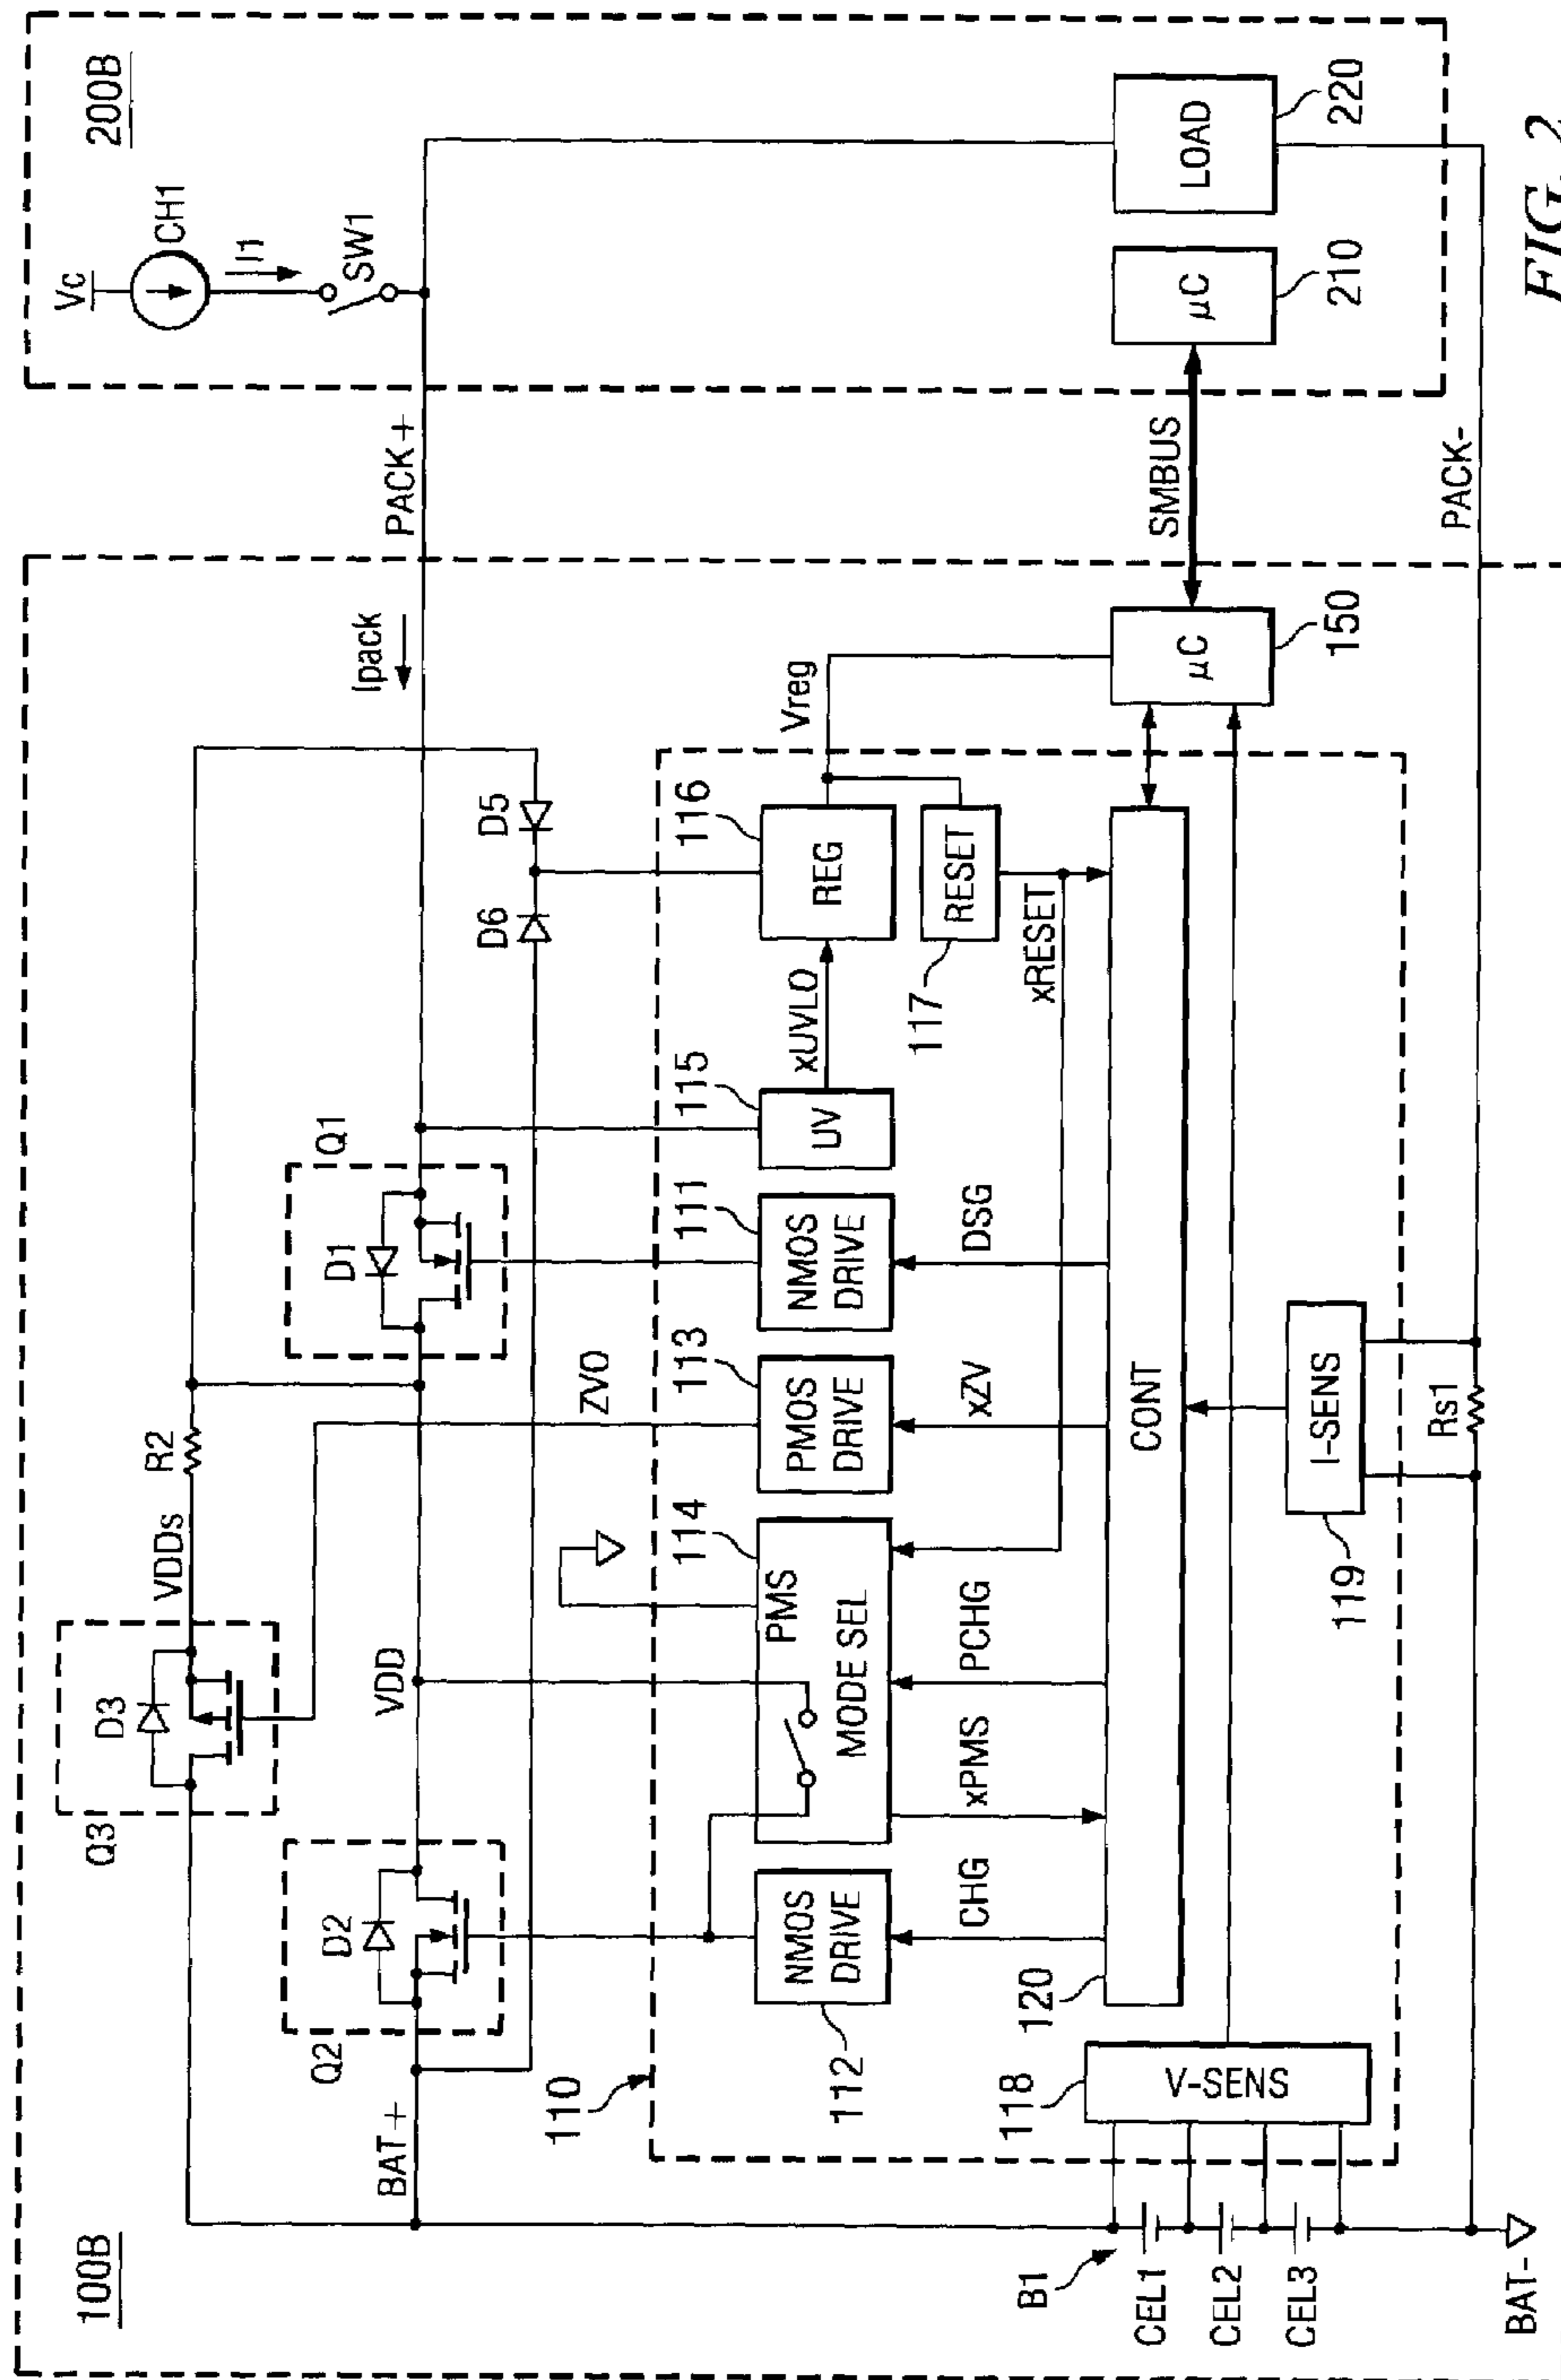 100B
200B
Vc
CH1
I1
SW1
PACK+
Ipack
Q3
D3
VDDs
R2
Q2
D2
BAT+
VDD
Q1
D1
ZVO
D6
D5
110
112
NMOS
DRIVE
114
PMS
MODE SEL
113
PMOS
DRIVE
111
NMOS
DRIVE
115
UV
xUVLO
116
REG
Vreg
117
RESET
xRESET
CHG
xPMS
PCHG
xZV
DSG
120
CONT
118
V-SENS
119
I-SENS
Rs1
B1
CEL1
CEL2
CEL3
BAT-
μC
150
SMBUS
μC
210
LOAD
220
PACK-
FIG. 2